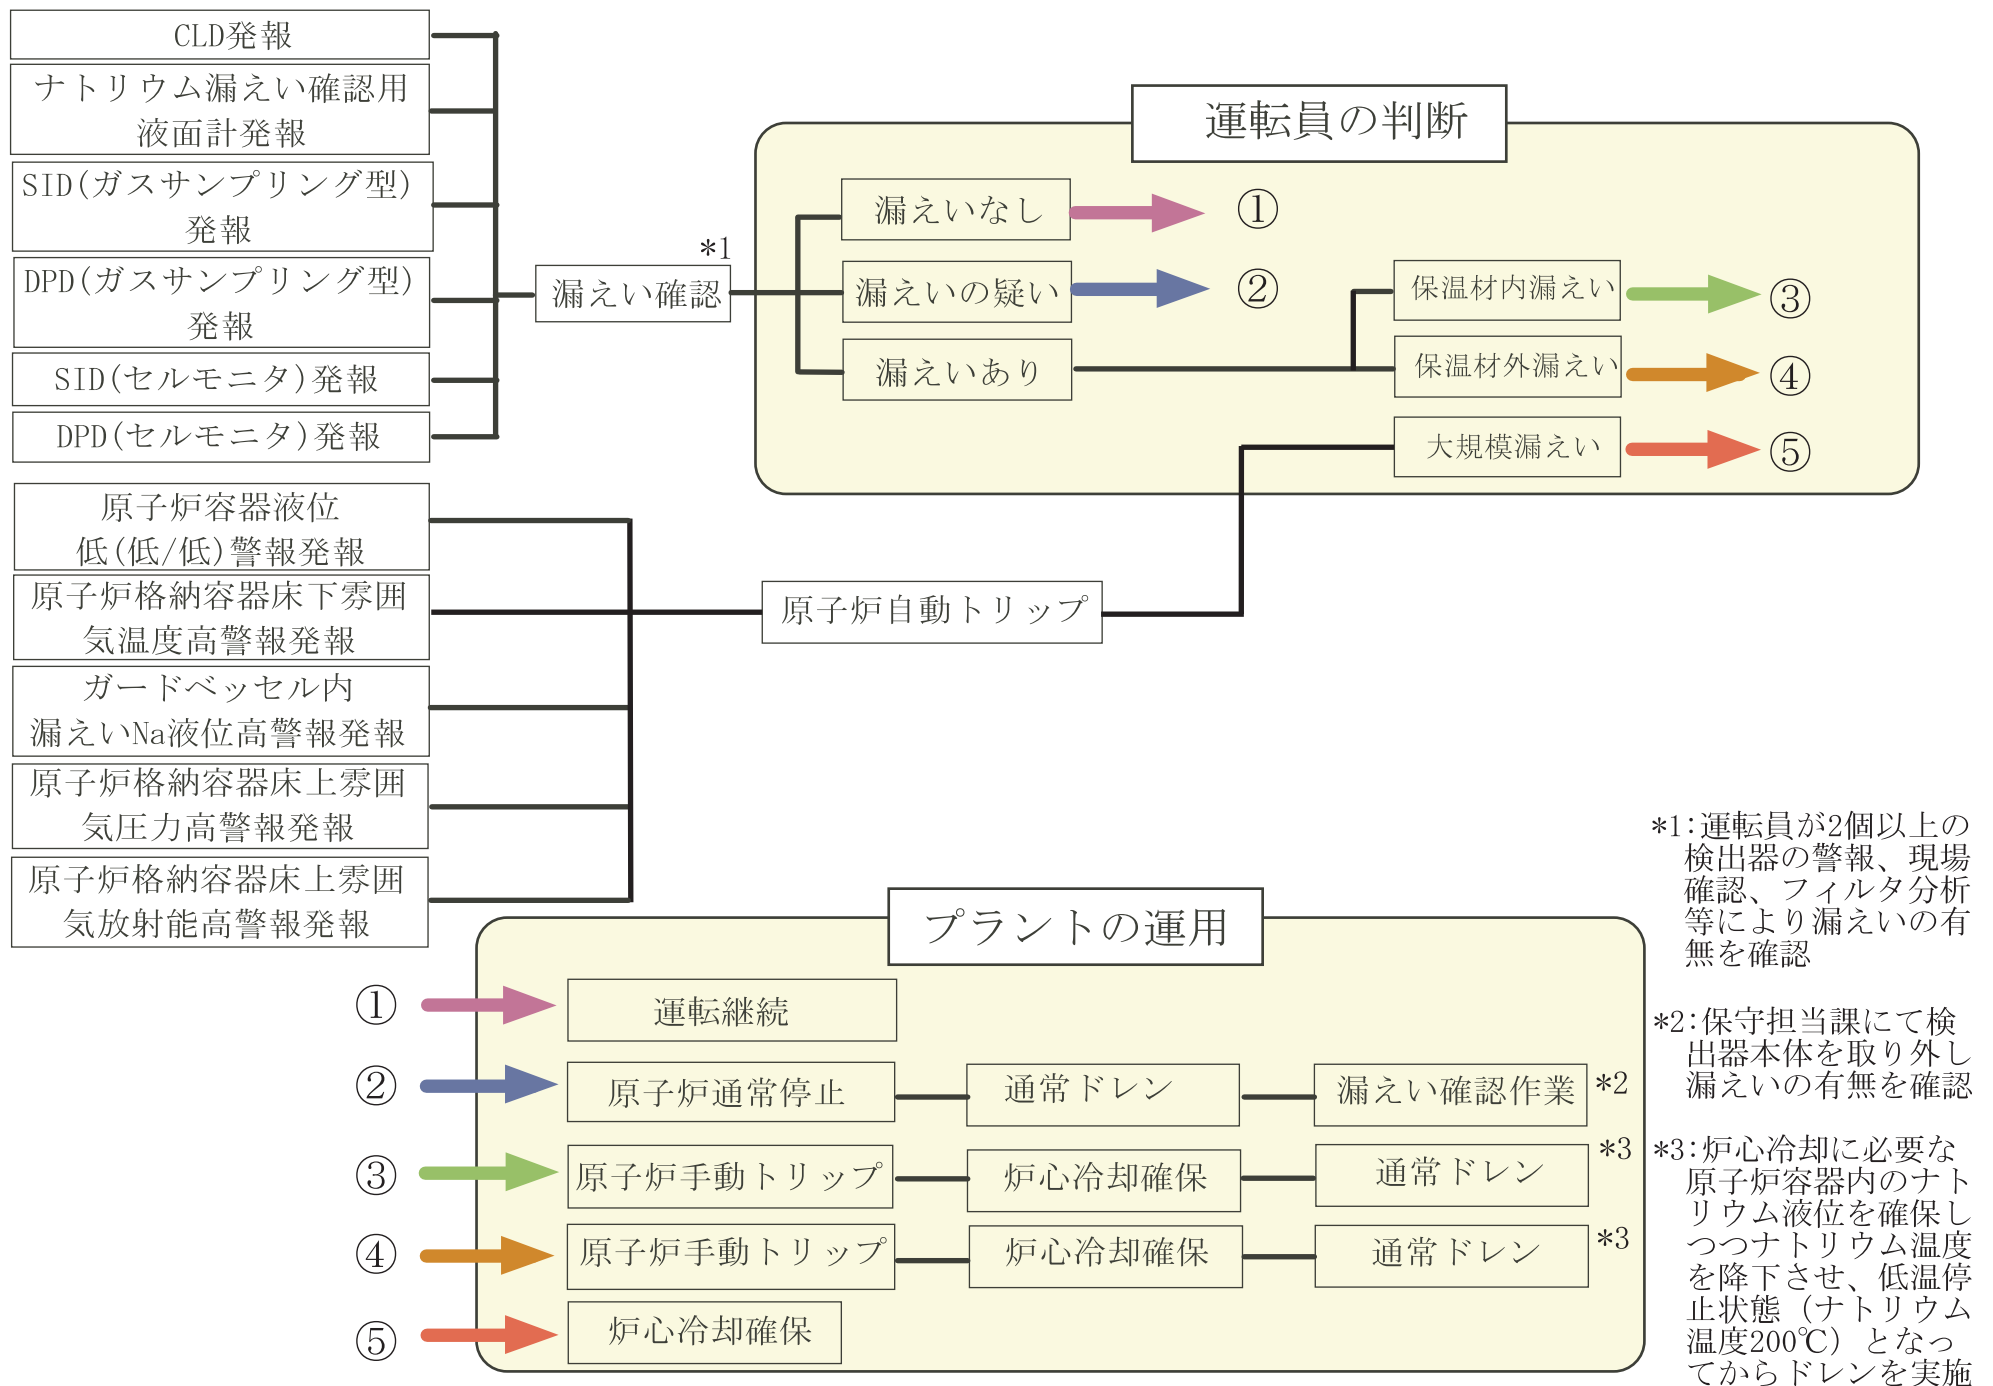 CLD発報
ナトリウム漏えい確認用
液面計発報
SID(ガスサンプリング型)
発報
DPD(ガスサンプリング型)
発報
SID(セルモニタ)発報
DPD(セルモニタ)発報
*1
漏えい確認
運転員の判断
漏えいなし
①
漏えいの疑い
②
漏えいあり
保温材内漏えい
③
保温材外漏えい
④
大規模漏えい
⑤
原子炉容器液位
低(低/低)警報発報
原子炉格納容器床下雰囲
気温度高警報発報
ガードベッセル内
漏えいNa液位高警報発報
原子炉格納容器床上雰囲
気圧力高警報発報
原子炉格納容器床上雰囲
気放射能高警報発報
原子炉自動トリップ
プラントの運用
①
運転継続
②
原子炉通常停止
通常ドレン
漏えい確認作業
*2
③
原子炉手動トリップ
炉心冷却確保
通常ドレン
*3
④
原子炉手動トリップ
炉心冷却確保
通常ドレン
*3
⑤
炉心冷却確保
*1:運転員が2個以上の
検出器の警報、現場
確認、フィルタ分析
等により漏えいの有
無を確認
*2:保守担当課にて検
出器本体を取り外し
漏えいの有無を確認
*3:炉心冷却に必要な
原子炉容器内のナト
リウム液位を確保し
つつナトリウム温度
を降下させ、低温停
止状態（ナトリウム
温度200℃）となっ
てからドレンを実施